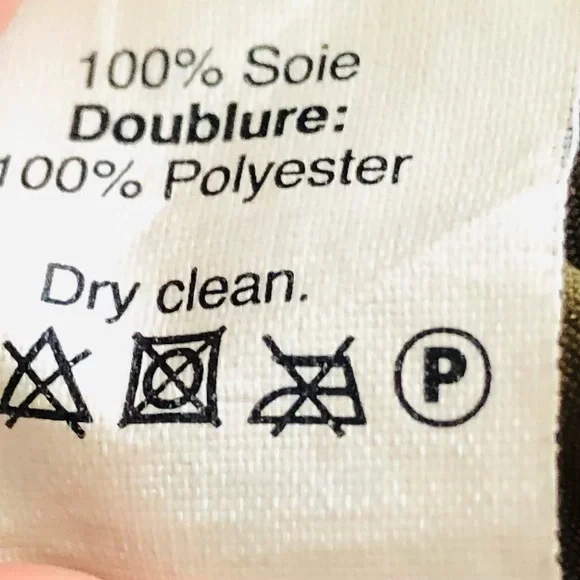 100% Soie
Doublure:
100% Polyester
Dry clean.
P